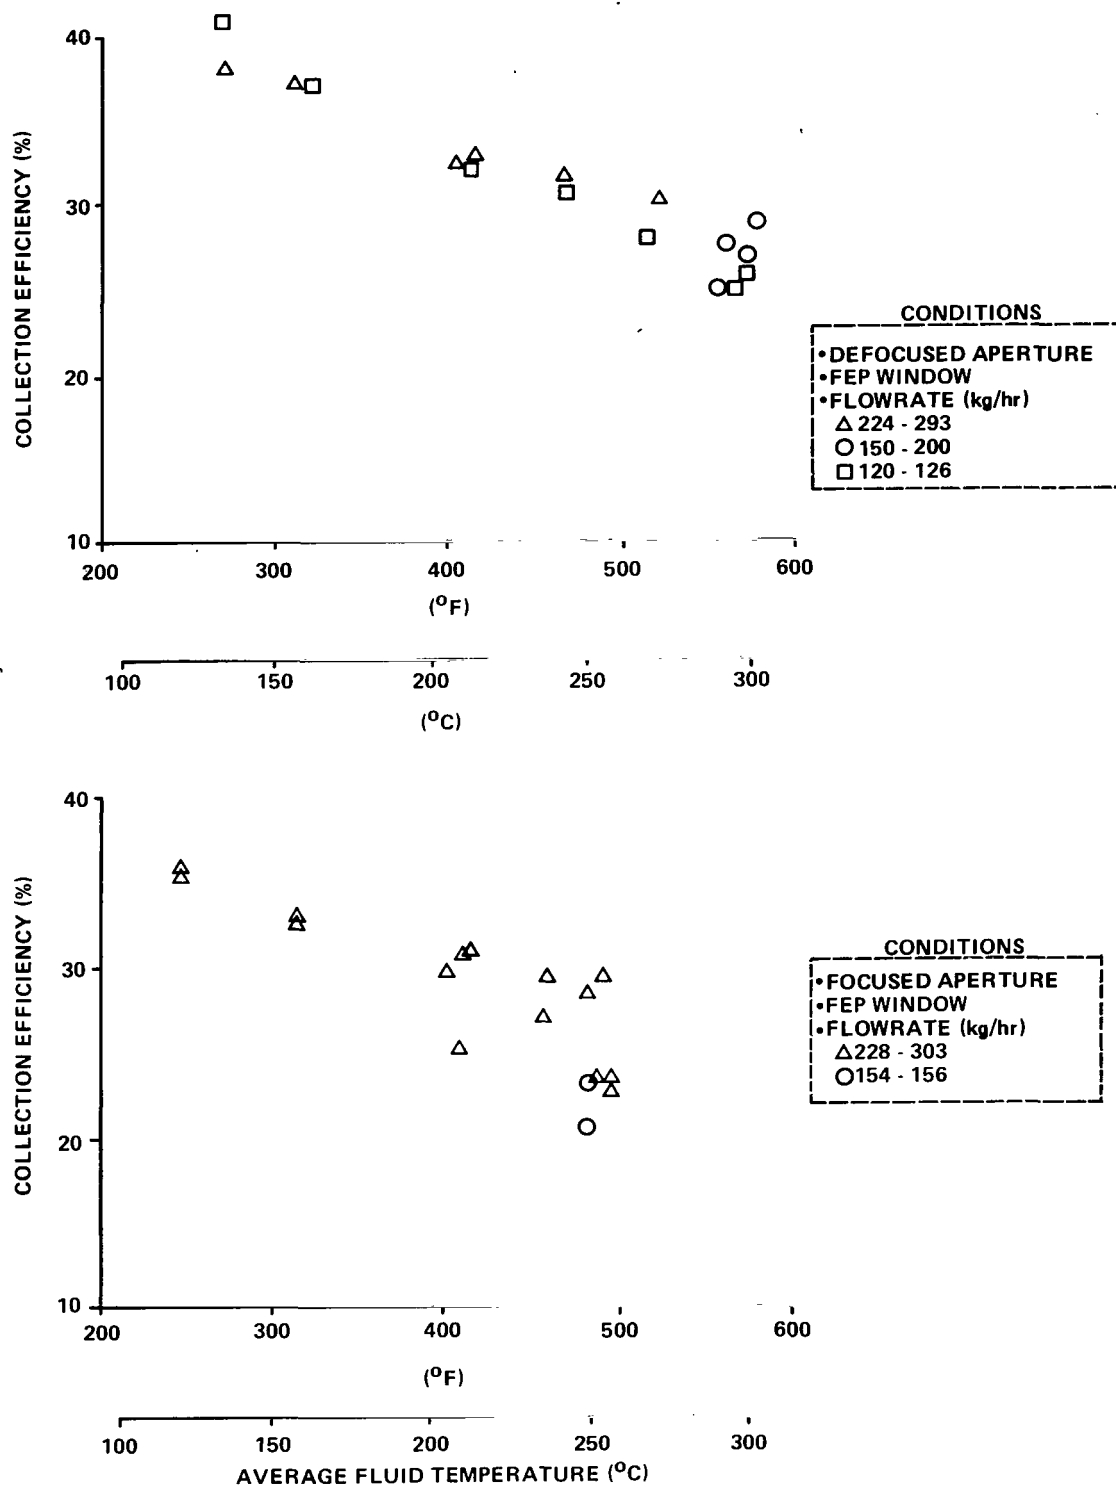 COLLECTION EFFICIENCY (%)
40
30
20
10
200 300 400 500 600
(°F)
100 150 200 250 300
(°C)
CONDITIONS
•DEFOCUSED APERTURE
•FEP WINDOW
•FLOWRATE (kg/hr)
△ 224 - 293
○ 150 - 200
□ 120 - 126
COLLECTION EFFICIENCY (%)
40
30
20
10
200 300 400 500 600
(°F)
100 150 200 250 300
AVERAGE FLUID TEMPERATURE (°C)
CONDITIONS
•FOCUSED APERTURE
•FEP WINDOW
•FLOWRATE (kg/hr)
△ 228 - 303
○ 154 - 156